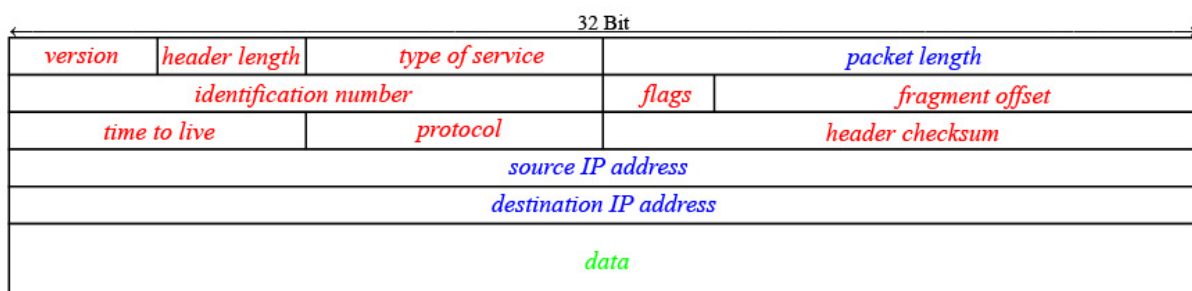 32 Bit
version header length type of service packet length
identification number flags fragment offset
time to live protocol header checksum
source IP address
destination IP address
data